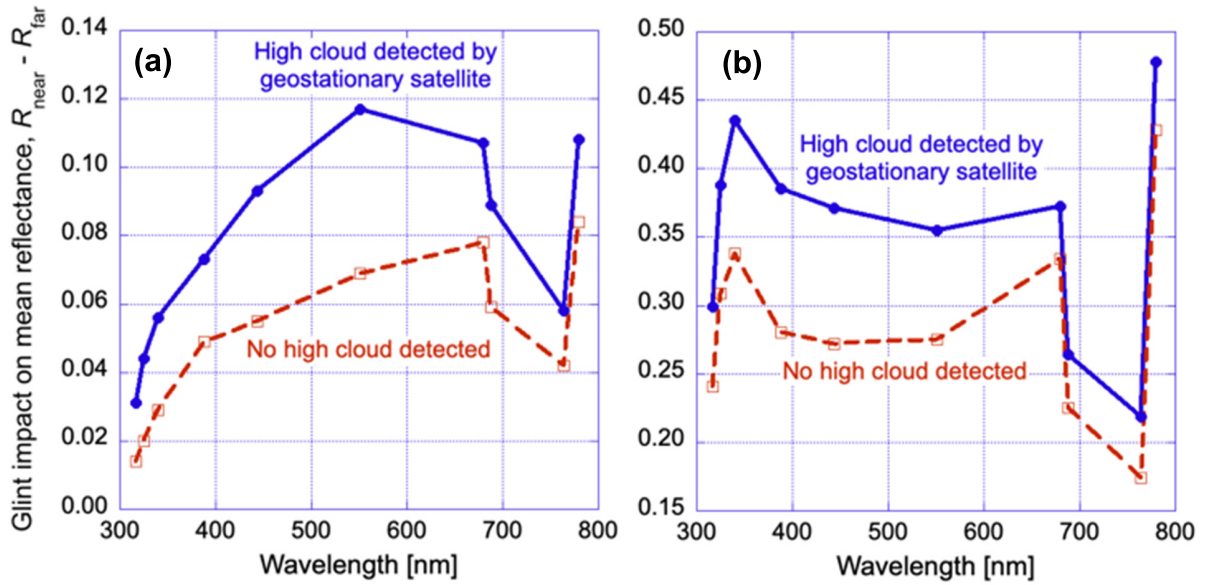 Glint impact on mean reflectance, Rnear - Rfar
(a)
High cloud detected by
geostationary satellite
No high cloud detected
0.14
0.12
0.10
0.08
0.06
0.04
0.02
0.00
300 400 500 600 700 800
Wavelength [nm]
(b)
High cloud detected by
geostationary satellite
No high cloud detected
0.50
0.45
0.40
0.35
0.30
0.25
0.20
0.15
300 400 500 600 700 800
Wavelength [nm]